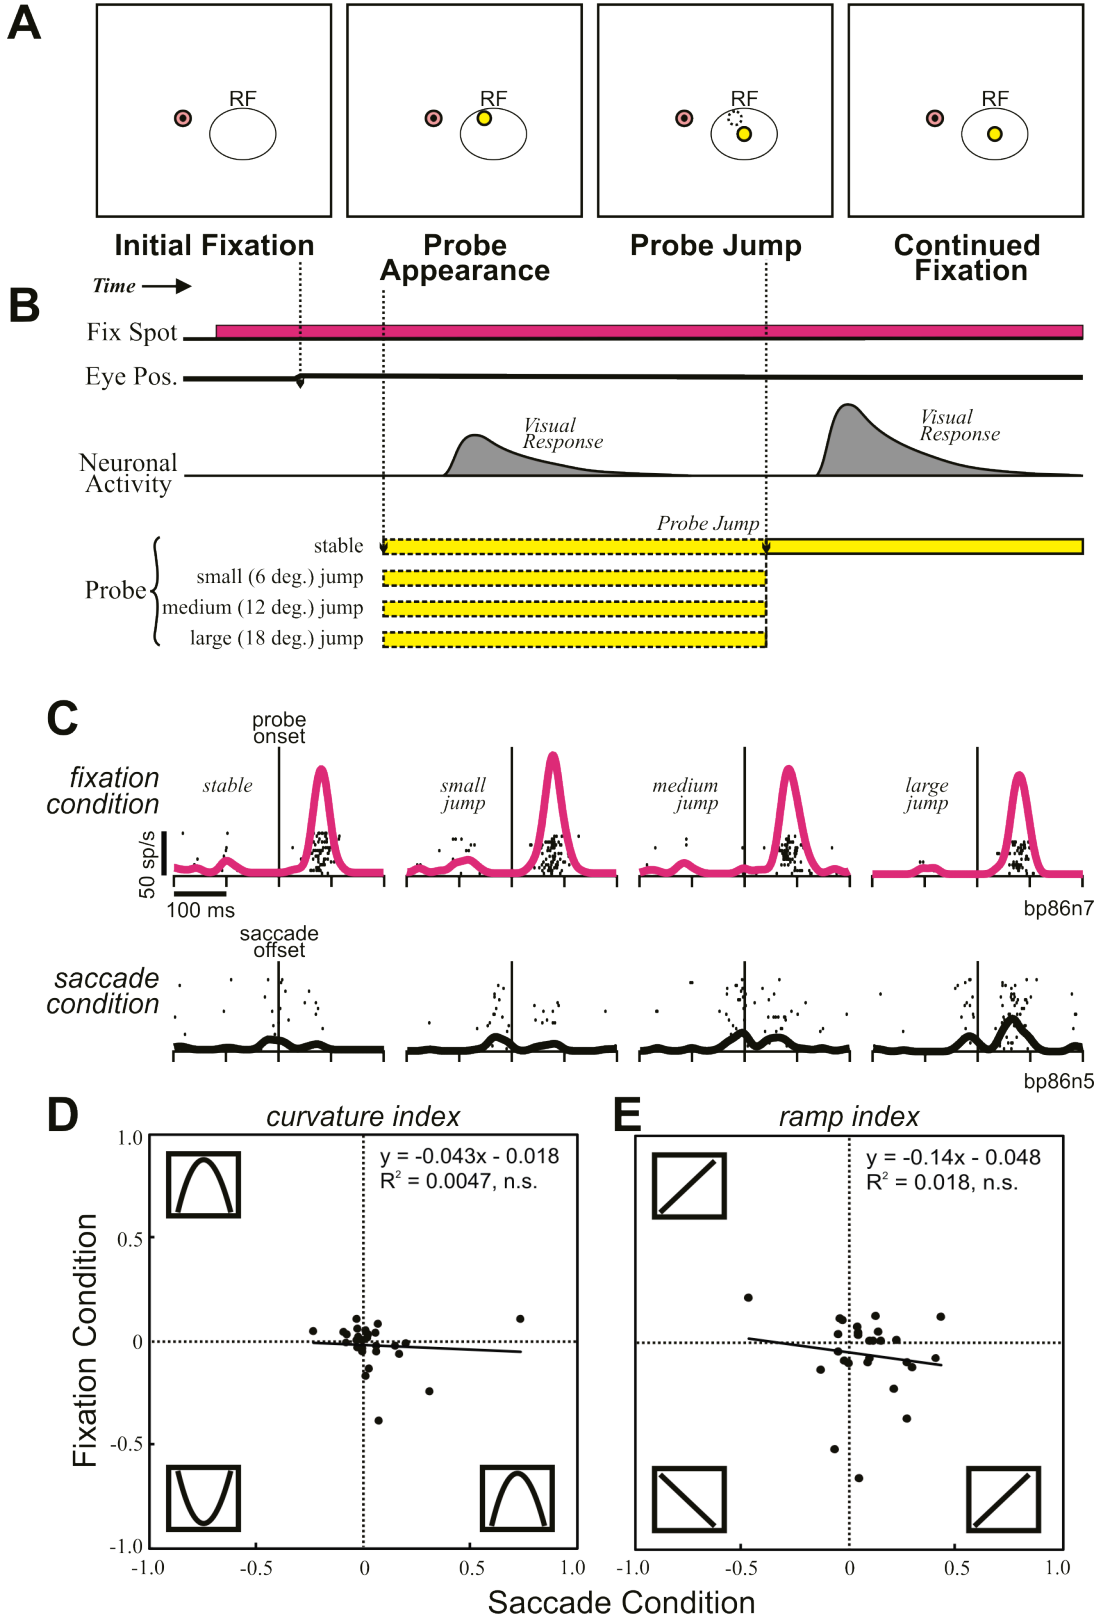 A
RF
RF
RF
RF
Initial Fixation
Probe
Appearance
Probe Jump
Continued
Fixation
Time
B
Fix Spot
Eye Pos.
Neuronal
Activity
Visual
Response
Visual
Response
Probe Jump
Probe
stable
small (6 deg.) jump
medium (12 deg.) jump
large (18 deg.) jump
C
probe
onset
fixation
condition
stable
small
jump
medium
jump
large
jump
50 sp/s
100 ms
bp86n7
saccade
offset
saccade
condition
bp86n5
D
curvature index
y = -0.043x - 0.018
R² = 0.0047, n.s.
1.0
0.5
0
-0.5
-1.0
-1.0
-0.5
0
0.5
1.0
Fixation Condition
E
ramp index
y = -0.14x - 0.048
R² = 0.018, n.s.
-1.0
-0.5
0
0.5
1.0
Saccade Condition